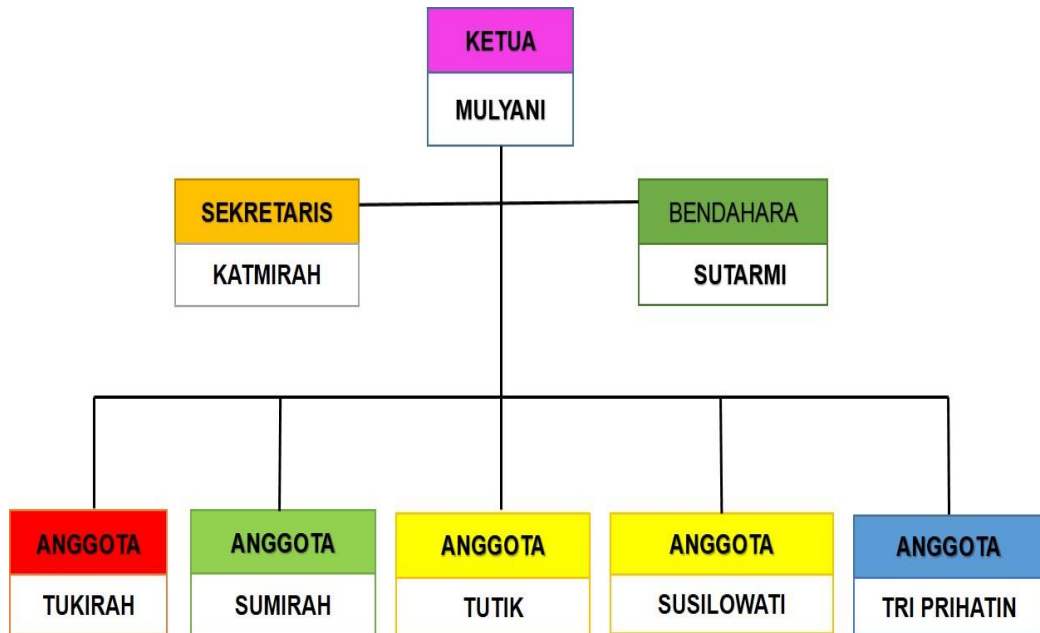 KETUA
MULYANI
SEKRETARIS
KATMIRAH
BENDAHARA
SUTARMI
ANGGOTA
TUKIRAH
ANGGOTA
SUMIRAH
ANGGOTA
TUTIK
ANGGOTA
SUSILOWATI
ANGGOTA
TRI PRIHATIN